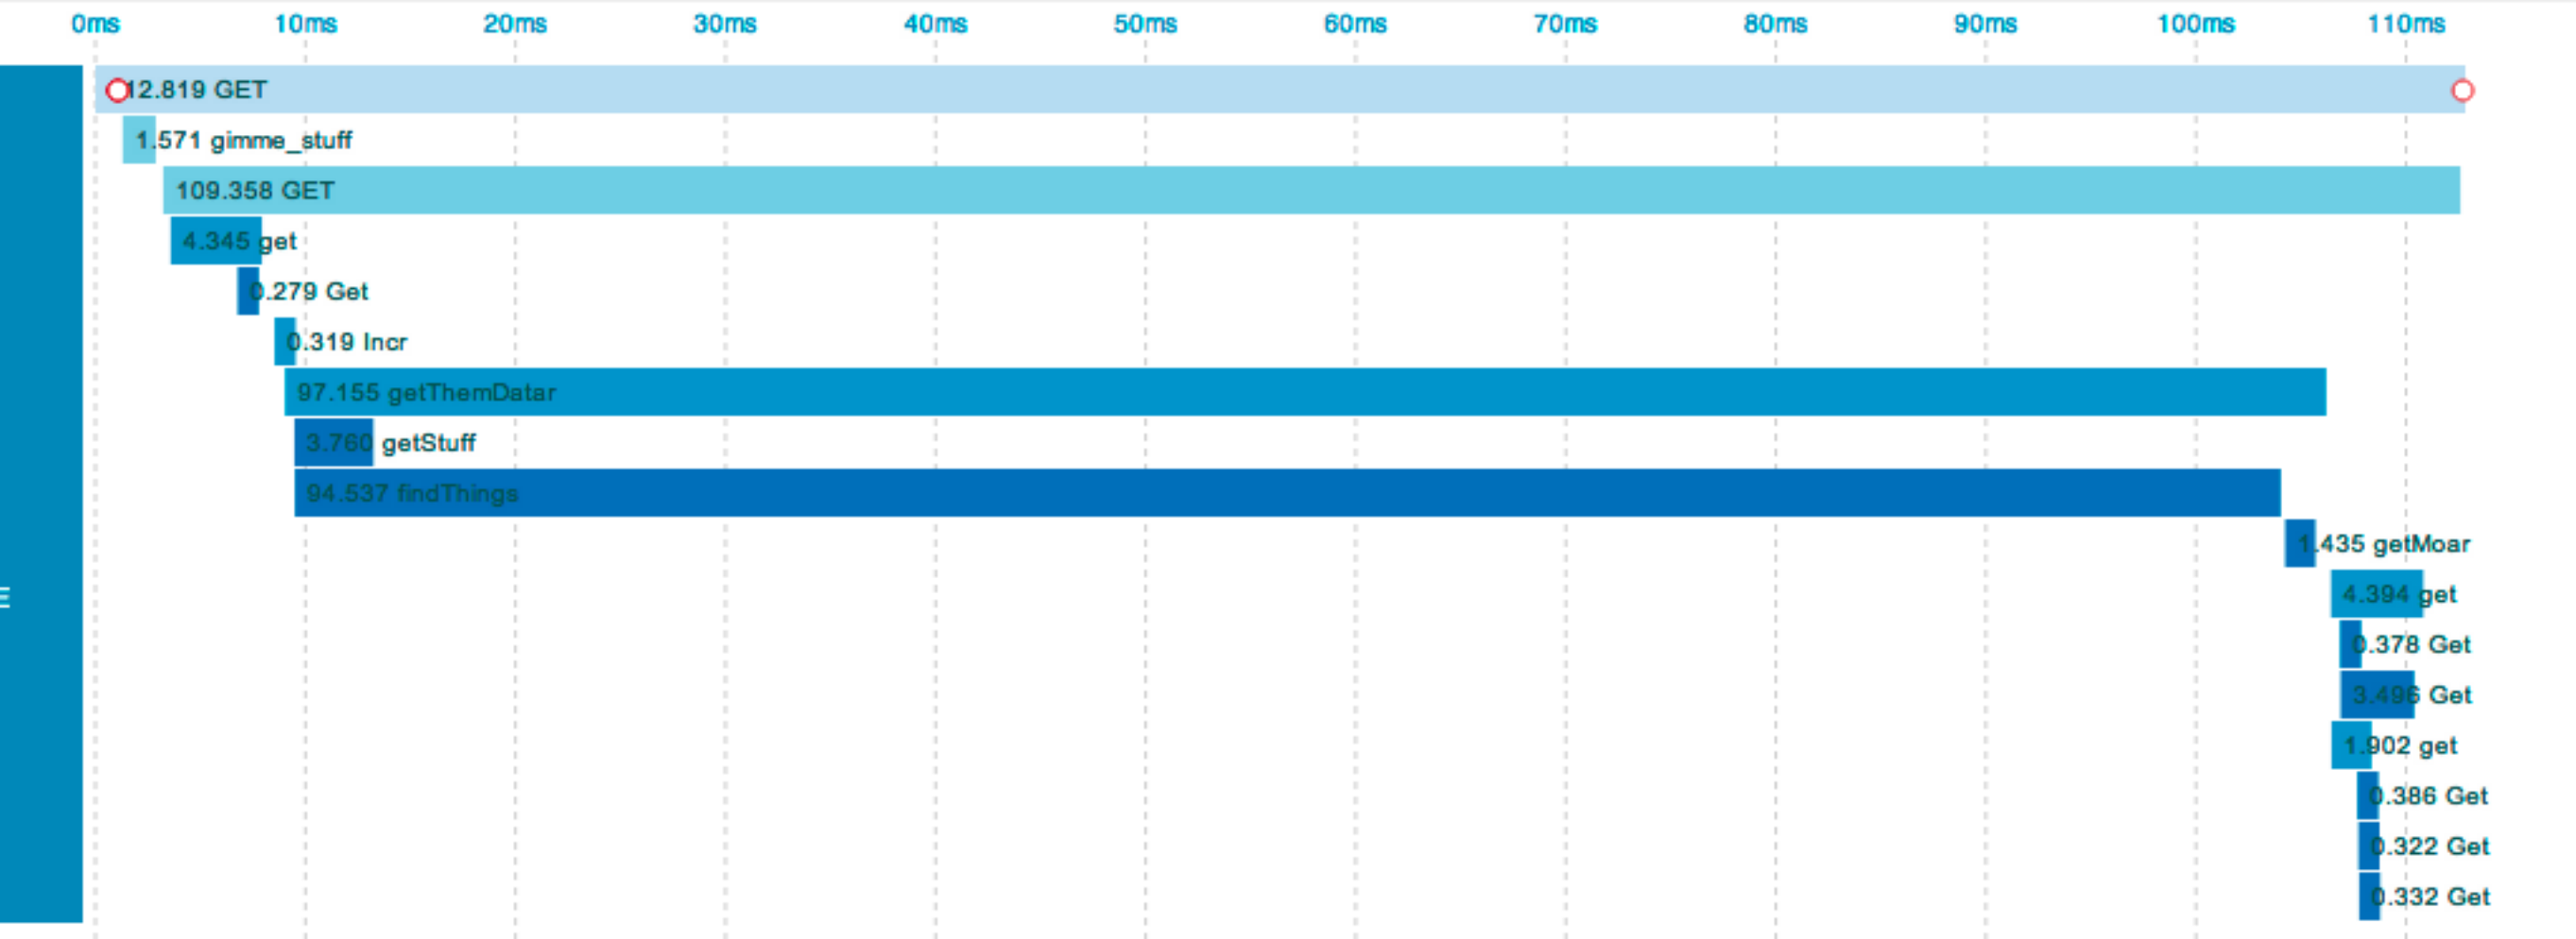 0ms 10ms 20ms 30ms 40ms 50ms 60ms 70ms 80ms 90ms 100ms 110ms
12.819 GET
1.571 gimme_stuff
109.358 GET
4.345 get
0.279 Get
0.319 Incr
97.155 getThemDatar
3.760 getStuff
94.537 findThings
1.435 getMoar
4.394 get
0.378 Get
3.496 Get
1.902 get
0.386 Get
0.322 Get
0.332 Get